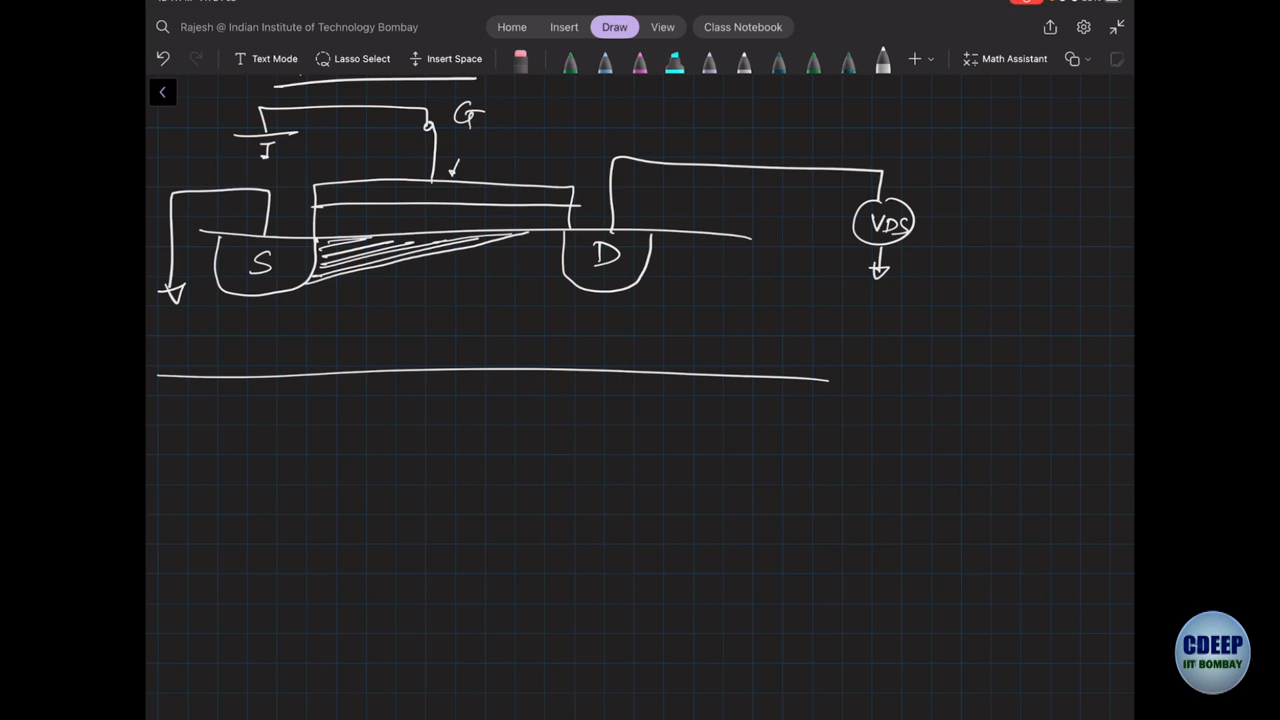 Rajesh @ Indian Institute of Technology Bombay
Home Insert Draw View Class Notebook
Text Mode Lasso Select Insert Space Math Assistant
G
VDS
S D
CDEEP
IIT BOMBAY